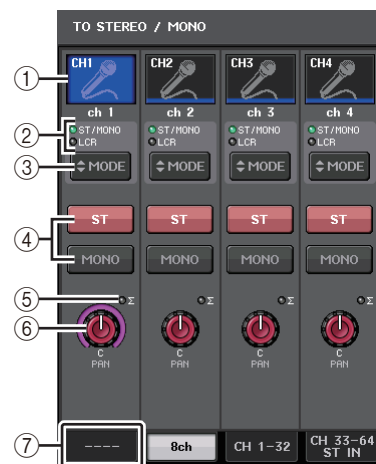 TO STEREO / MONO
CH1 CH2 CH3 CH4
① ch 1 ch 2 ch 3 ch 4
② ST/MONO ST/MONO ST/MONO ST/MONO
LCR LCR LCR LCR
③ MODE MODE MODE MODE
④ ST ST ST ST
MONO MONO MONO MONO
⑤ Σ Σ Σ Σ
⑥ C C C C
PAN PAN PAN PAN
⑦ ---- 8ch CH 1-32 CH 33-64
ST IN